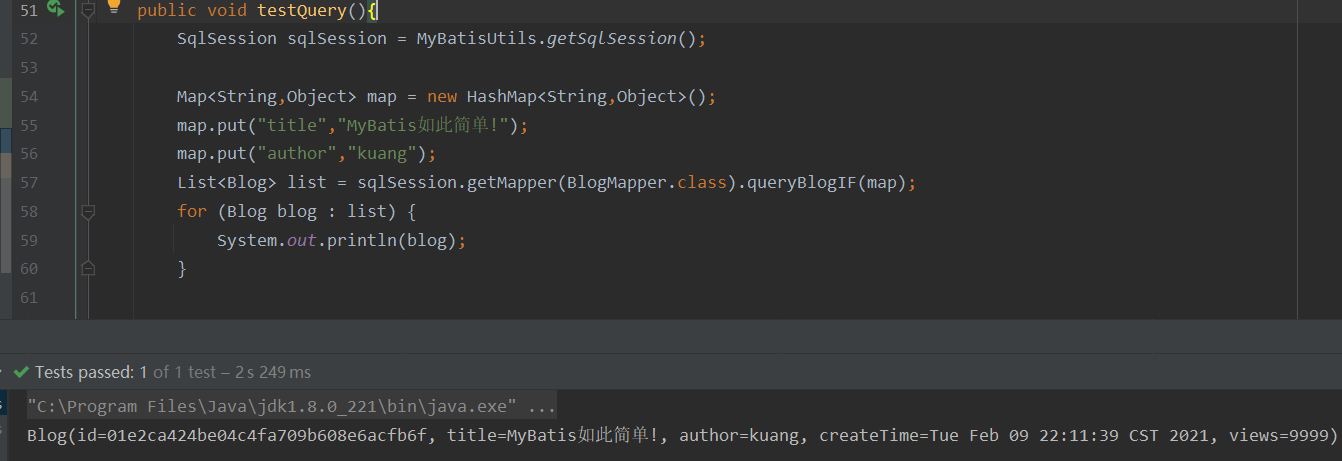 51 public void testQuery(){
52 SqlSession sqlSession = MyBatisUtils.getSqlSession();
53
54 Map<String,Object> map = new HashMap<String,Object>();
55 map.put("title","MyBatis如此简单!");
56 map.put("author","kuang");
57 List<Blog> list = sqlSession.getMapper(BlogMapper.class).queryBlogIF(map);
58 for (Blog blog : list) {
59 System.out.println(blog);
60 }
61
Tests passed: 1 of 1 test – 2 s 249 ms
"C:\Program Files\Java\jdk1.8.0_221\bin\java.exe" ...
Blog(id=01e2ca424be04c4fa709b608e6acfb6f, title=MyBatis如此简单!, author=kuang, createTime=Tue Feb 09 22:11:39 CST 2021, views=9999)